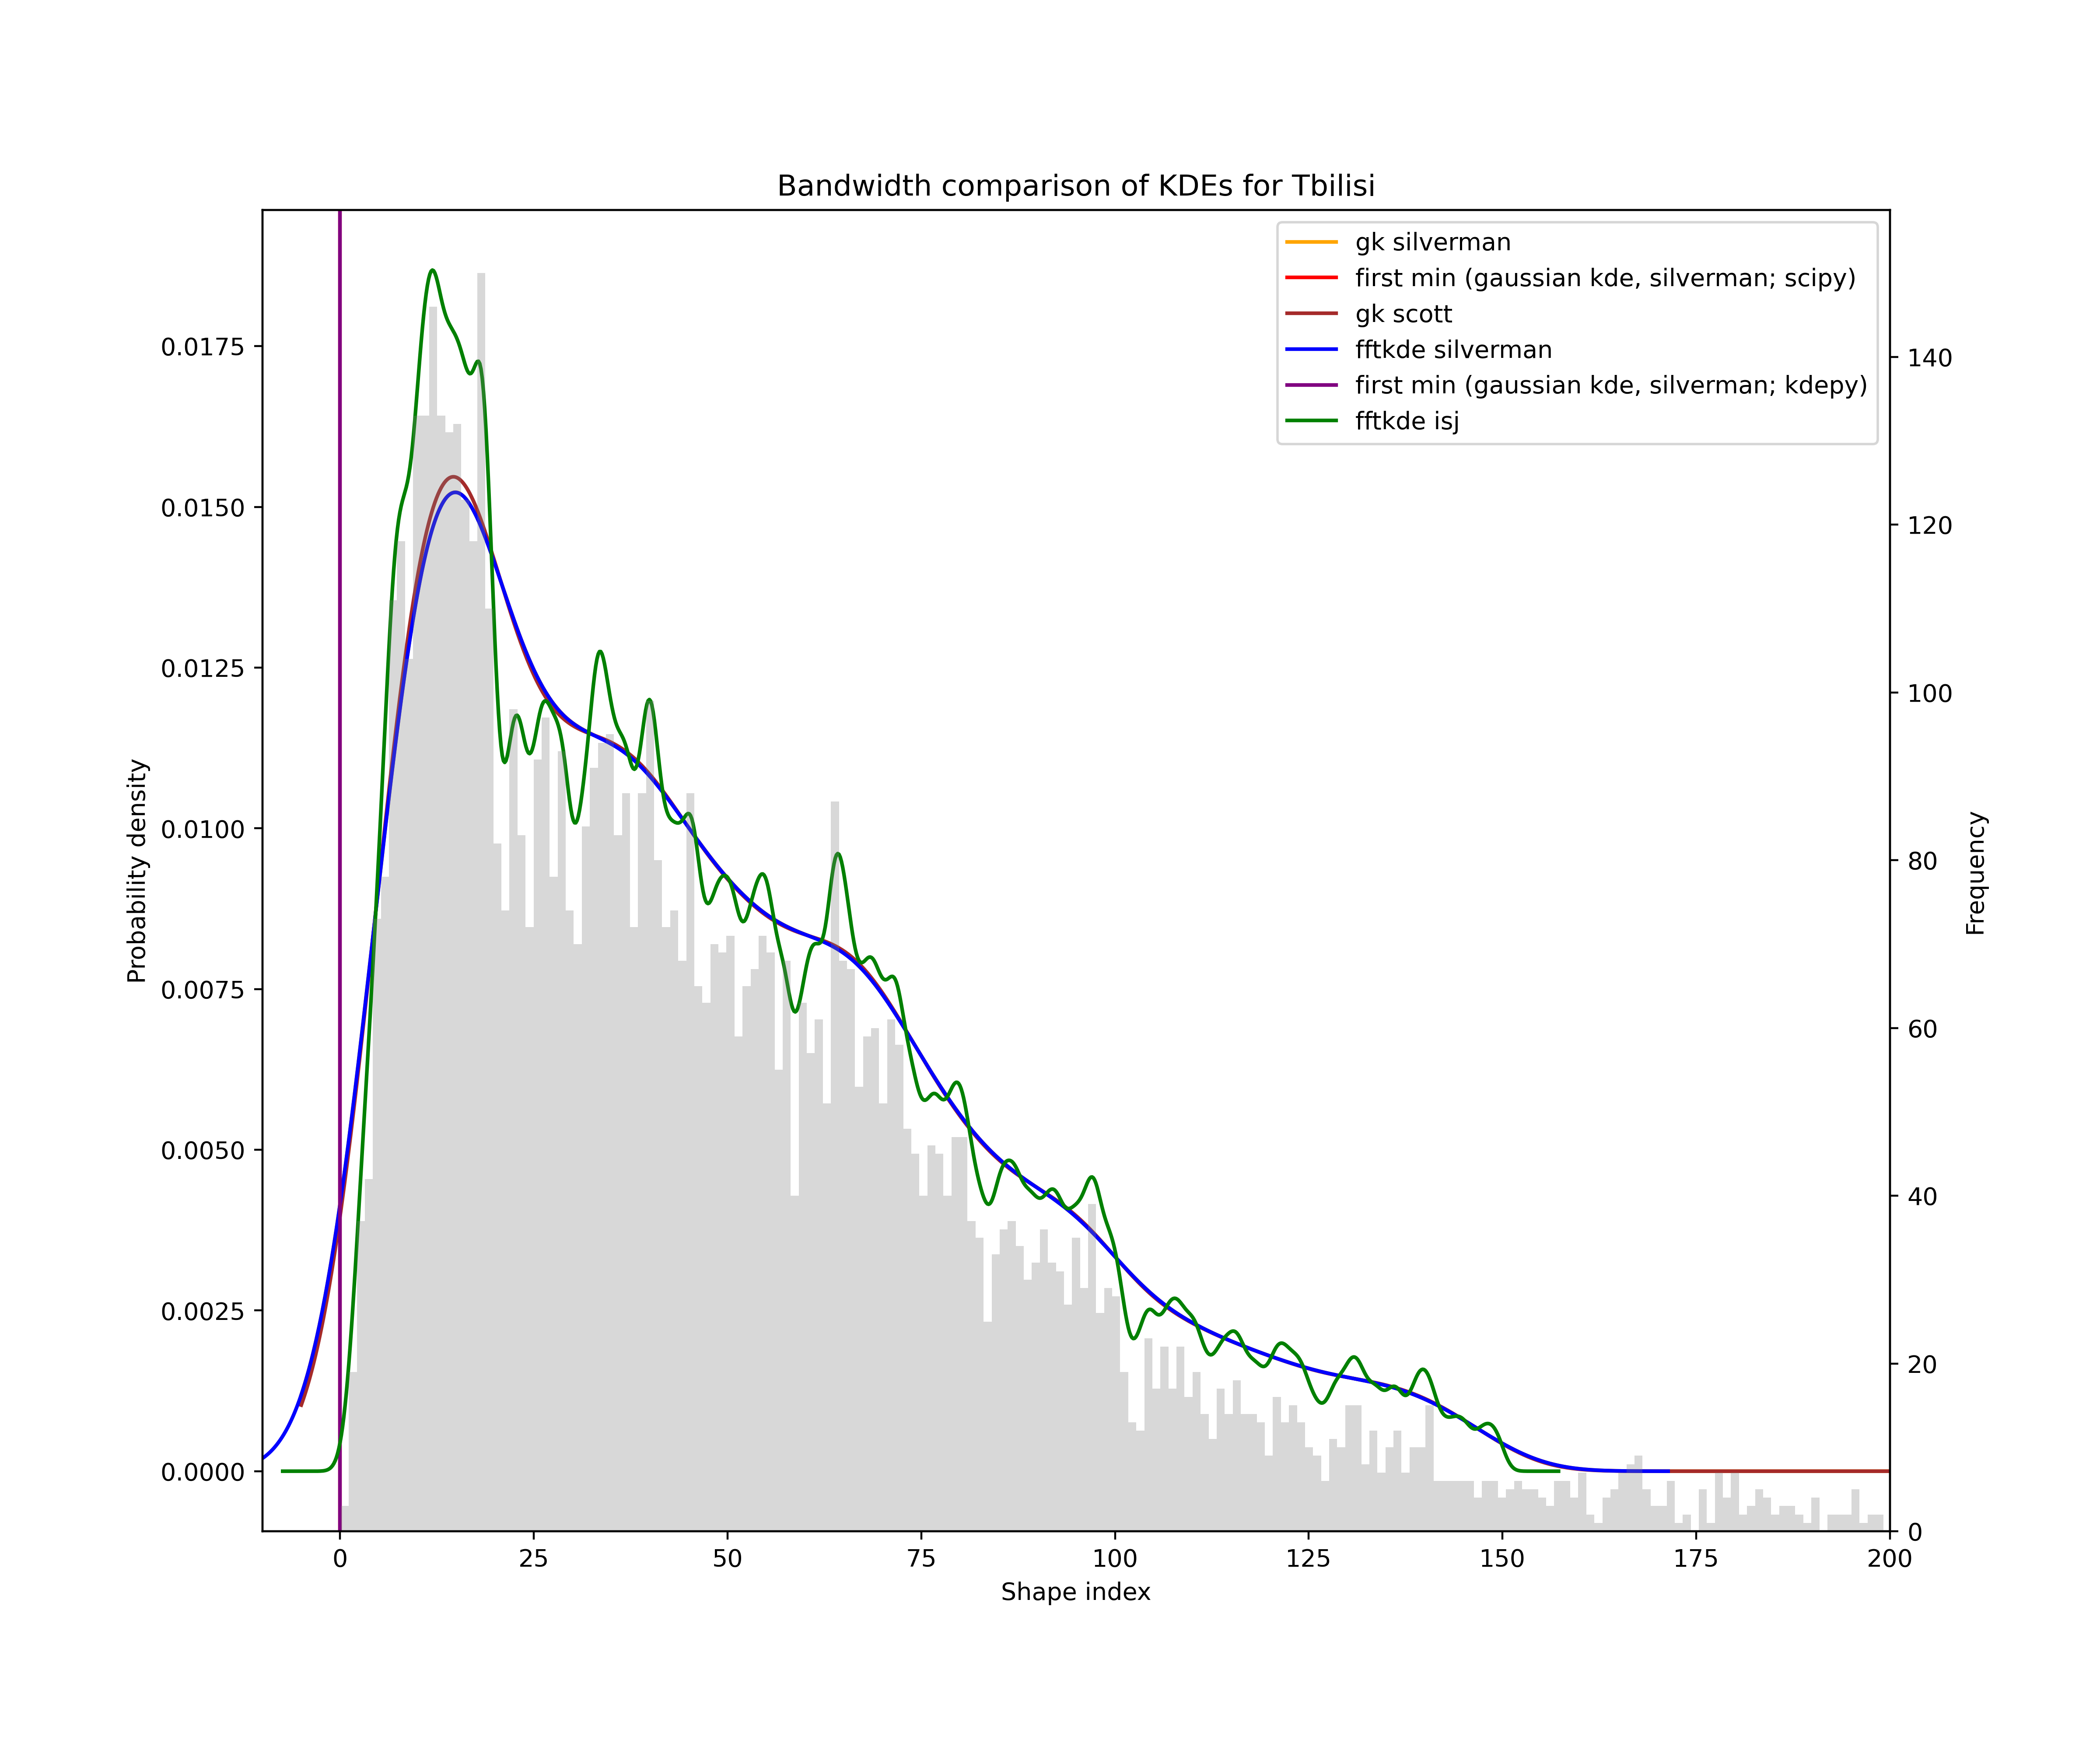 Bandwidth comparison of KDEs for Tbilisi
gk silverman
first min (gaussian kde, silverman; scipy)
gk scott
fftkde silverman
first min (gaussian kde, silverman; kdepy)
fftkde isj
Probability density
0.0175
0.0150
0.0125
0.0100
0.0075
0.0050
0.0025
0.0000
140
120
100
80
60
40
20
0
Frequency
0 25 50 75 100 125 150 175 200
Shape index